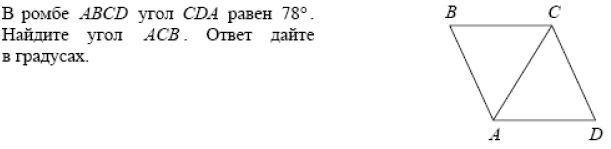 В ромбе ABCD угол CDA равен 78°.
Найдите угол ACB. Ответ дайте
в градусах.
B C
A D